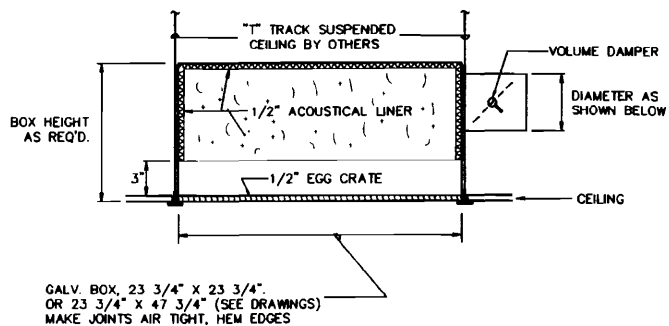 "T" TRACK SUSPENDED
CEILING BY OTHERS
VOLUME DAMPER
BOX HEIGHT
AS REQ'D.
1/2" ACOUSTICAL LINER
DIAMETER AS
SHOWN BELOW
3"
1/2" EGG CRATE
CEILING
GALV. BOX, 23 3/4" X 23 3/4".
OR 23 3/4" X 47 3/4" (SEE DRAWINGS)
MAKE JOINTS AIR TIGHT, HEM EDGES